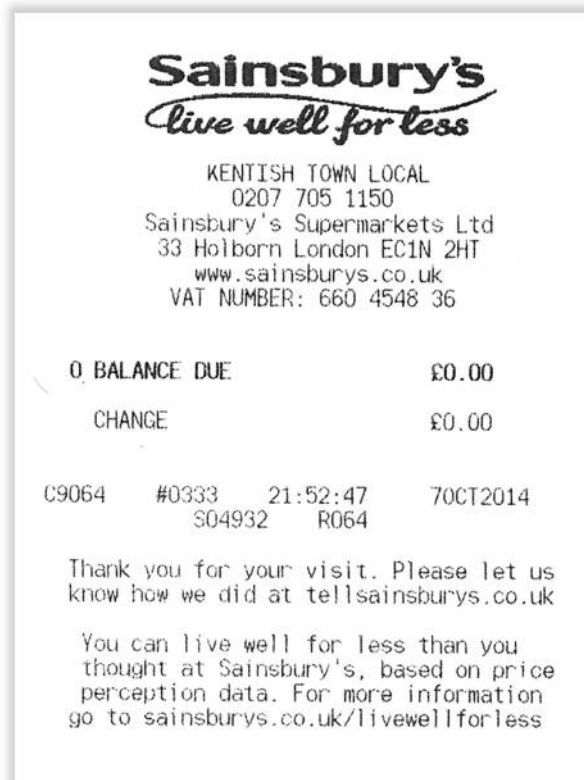 Sainsbury's
live well for less
KENTISH TOWN LOCAL
0207 705 1150
Sainsbury's Supermarkets Ltd
33 Holborn London EC1N 2HT
www.sainsburys.co.uk
VAT NUMBER: 660 4548 36
0 BALANCE DUE £0.00
CHANGE £0.00
C9064 #0333 21:52:47 7OCT2014
S04932 R064
Thank you for your visit. Please let us
know how we did at tellsainsburys.co.uk
You can live well for less than you
thought at Sainsbury's, based on price
perception data. For more information
go to sainsburys.co.uk/livewellforless